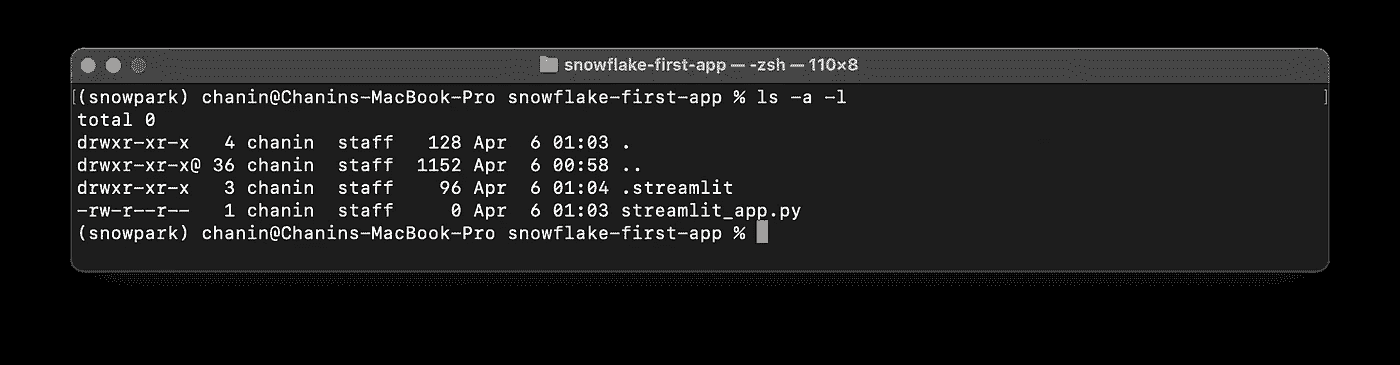 snowflake-first-app — -zsh — 110×8
[(snowpark) chanin@Chanins-MacBook-Pro snowflake-first-app % ls -a -l ]
total 0
drwxr-xr-x   4 chanin  staff   128 Apr  6 01:03 .
drwxr-xr-x@ 36 chanin  staff  1152 Apr  6 00:58 ..
drwxr-xr-x   3 chanin  staff    96 Apr  6 01:04 .streamlit
-rw-r--r--   1 chanin  staff     0 Apr  6 01:03 streamlit_app.py
(snowpark) chanin@Chanins-MacBook-Pro snowflake-first-app %